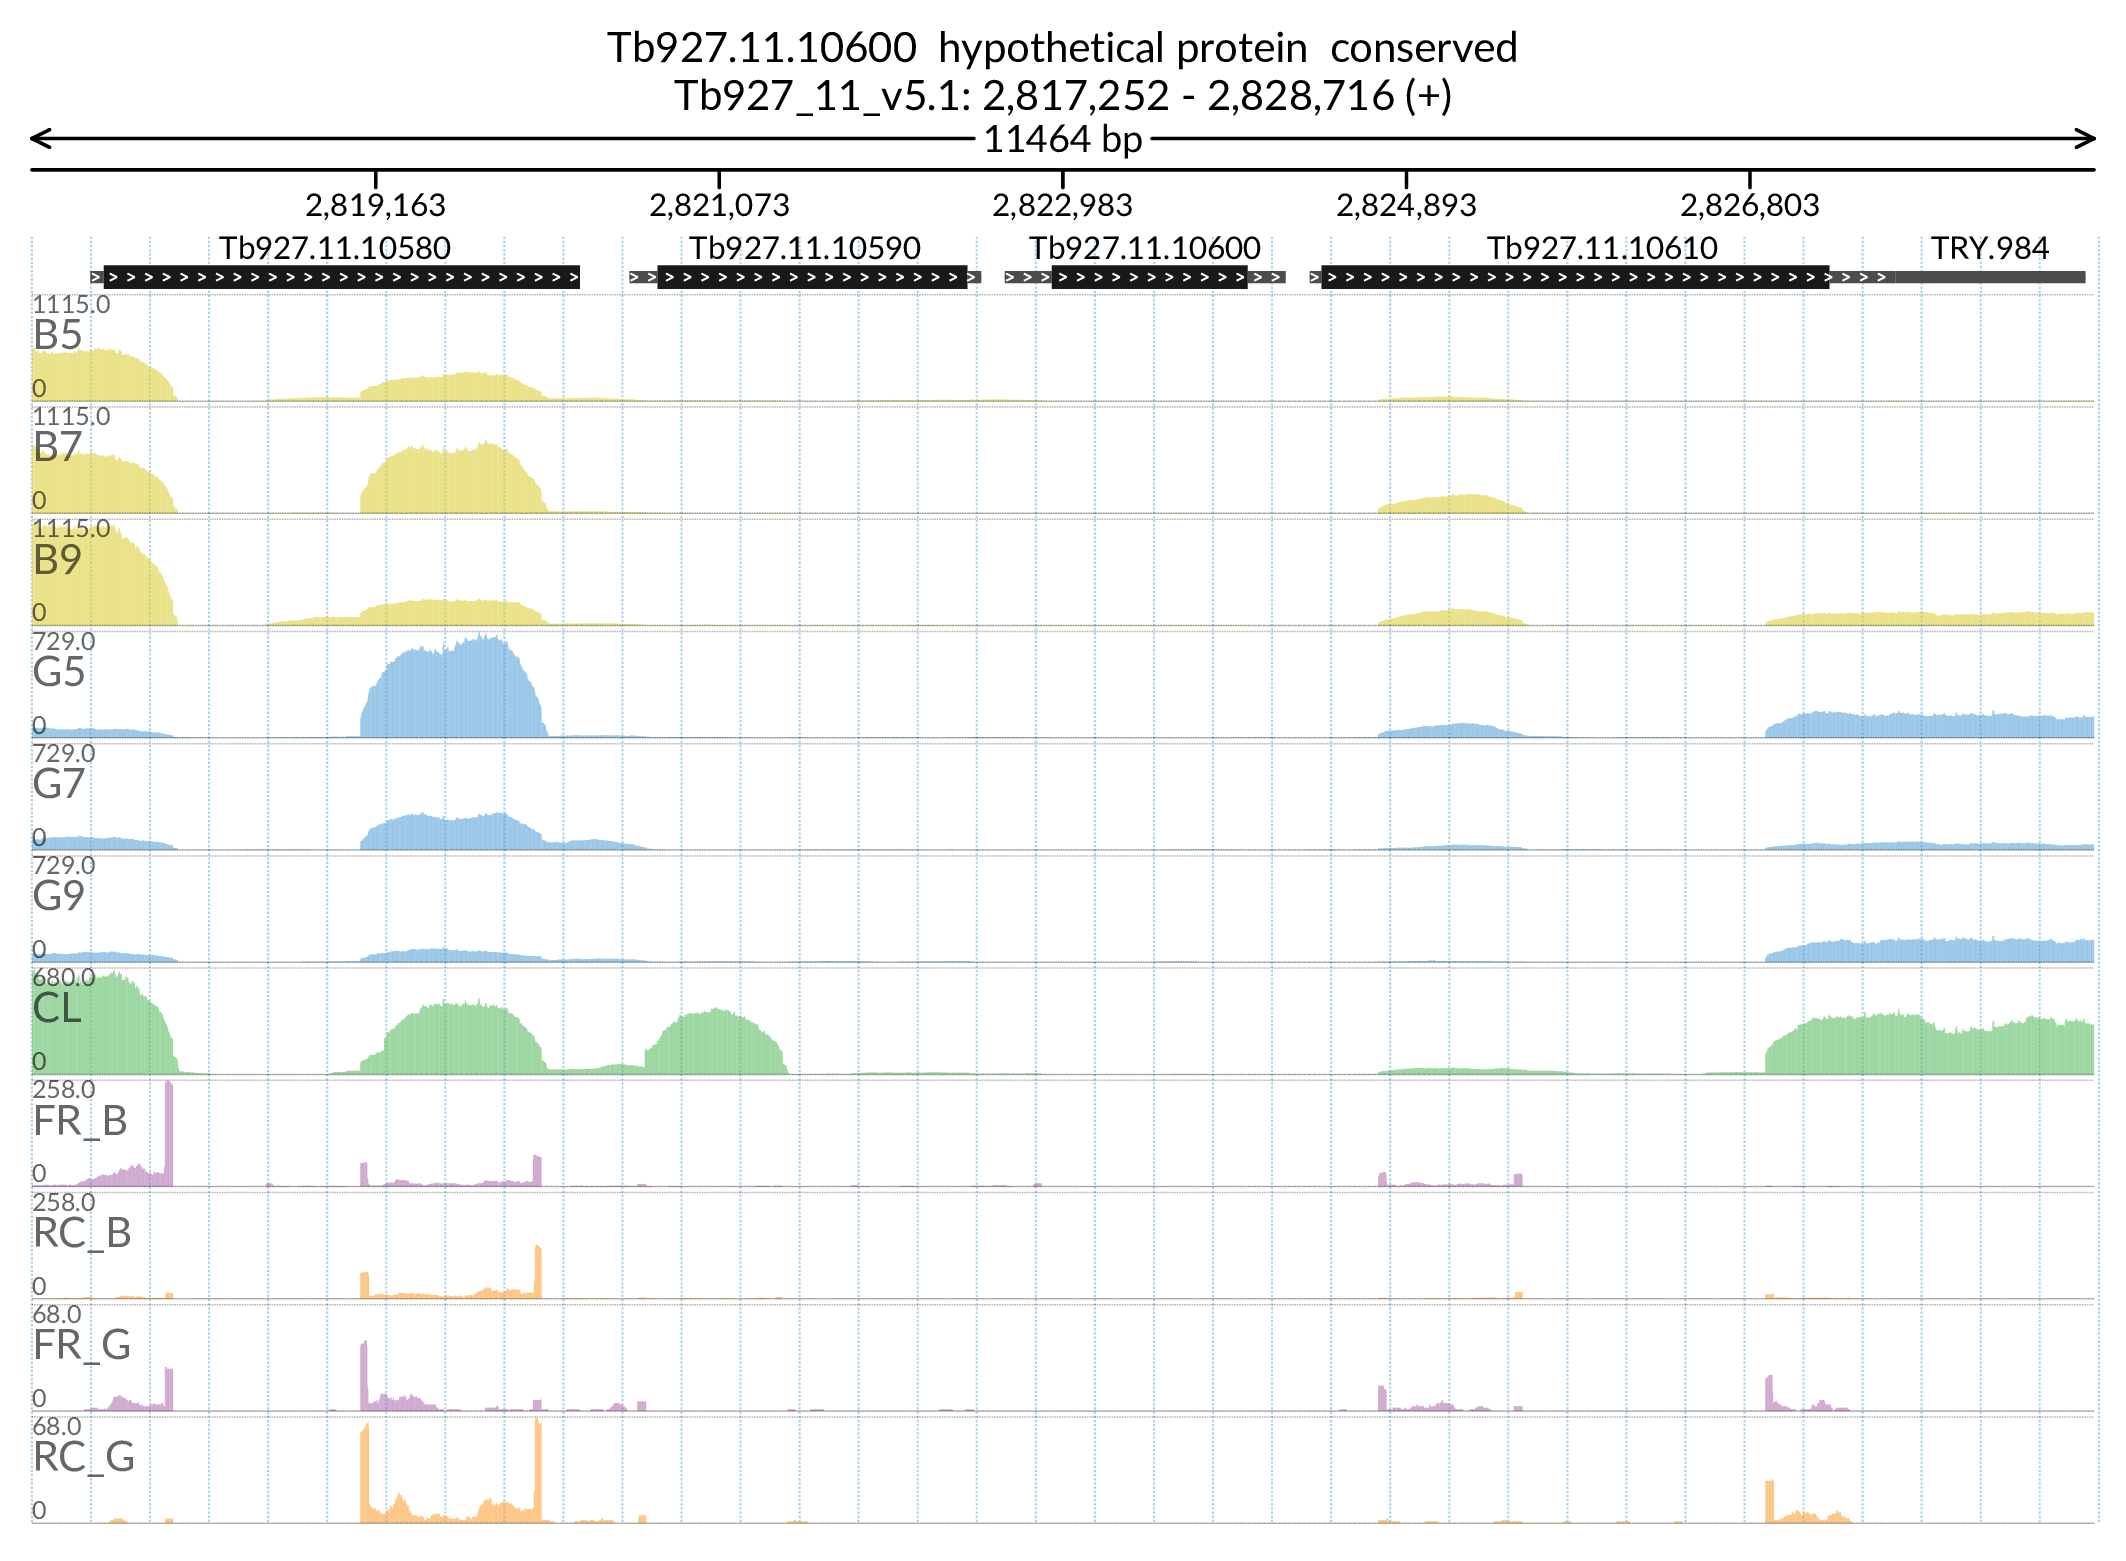 Tb927.11.10600  hypothetical protein  conserved
Tb927_11_v5.1: 2,817,252 - 2,828,716 (+)
11464 bp
2,819,163 2,821,073 2,822,983 2,824,893 2,826,803
Tb927.11.10580 Tb927.11.10590 Tb927.11.10600 Tb927.11.10610 TRY.984
1115.0
B5
0
1115.0
B7
0
1115.0
B9
0
729.0
G5
0
729.0
G7
0
729.0
G9
0
680.0
CL
0
258.0
FR_B
0
258.0
RC_B
0
68.0
FR_G
0
68.0
RC_G
0